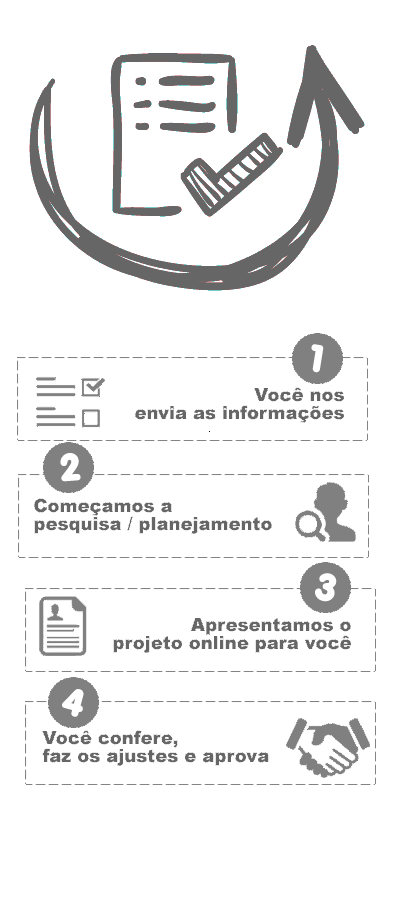 1
Você nos
envia as informações
2
Começamos a
pesquisa / planejamento
3
Apresentamos o
projeto online para você
4
Você confere,
faz os ajustes e aprova